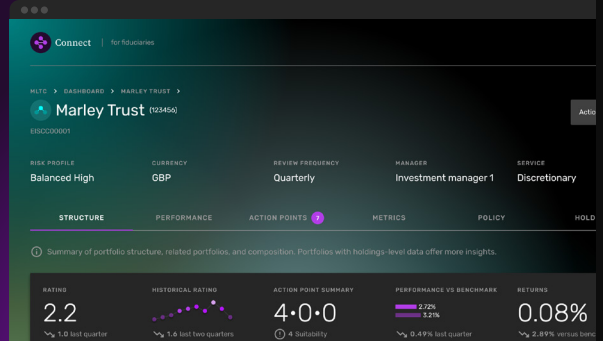 Connect | for fiduciaries
MLTC > DASHBOARD > MARLEY TRUST >
Marley Trust (123456)
EISCC00001
RISK PROFILE CURRENCY REVIEW FREQUENCY MANAGER SERVICE
Balanced High GBP Quarterly Investment manager 1 Discretionary
STRUCTURE PERFORMANCE ACTION POINTS 7 METRICS POLICY HOLD
Summary of portfolio structure, related portfolios, and composition. Portfolios with holdings-level data offer more insights.
RATING HISTORICAL RATING ACTION POINT SUMMARY PERFORMANCE VS BENCHMARK RETURNS
2.2 4•0•0 2.72% 0.08%
3.21%
1.0 last quarter 1.6 last two quarters 4 Suitability 0.49% last quarter 2.89% versus benc
Actio